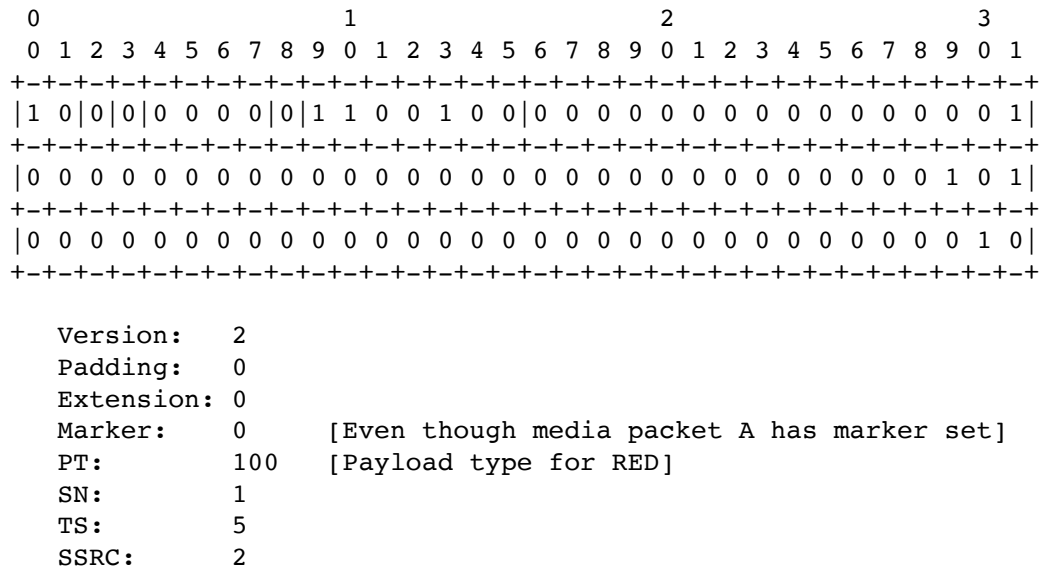 0                   1                   2                   3
 0 1 2 3 4 5 6 7 8 9 0 1 2 3 4 5 6 7 8 9 0 1 2 3 4 5 6 7 8 9 0 1
+-+-+-+-+-+-+-+-+-+-+-+-+-+-+-+-+-+-+-+-+-+-+-+-+-+-+-+-+-+-+-+-+
|1 0|0|0|0 0 0 0|0|1 1 0 0 1 0 0|0 0 0 0 0 0 0 0 0 0 0 0 0 0 0 1|
+-+-+-+-+-+-+-+-+-+-+-+-+-+-+-+-+-+-+-+-+-+-+-+-+-+-+-+-+-+-+-+-+
|0 0 0 0 0 0 0 0 0 0 0 0 0 0 0 0 0 0 0 0 0 0 0 0 0 0 0 0 0 1 0 1|
+-+-+-+-+-+-+-+-+-+-+-+-+-+-+-+-+-+-+-+-+-+-+-+-+-+-+-+-+-+-+-+-+
|0 0 0 0 0 0 0 0 0 0 0 0 0 0 0 0 0 0 0 0 0 0 0 0 0 0 0 0 0 0 1 0|
+-+-+-+-+-+-+-+-+-+-+-+-+-+-+-+-+-+-+-+-+-+-+-+-+-+-+-+-+-+-+-+-+
Version:   2
Padding:   0
Extension: 0
Marker:    0     [Even though media packet A has marker set]
PT:        100   [Payload type for RED]
SN:        1
TS:        5
SSRC:      2